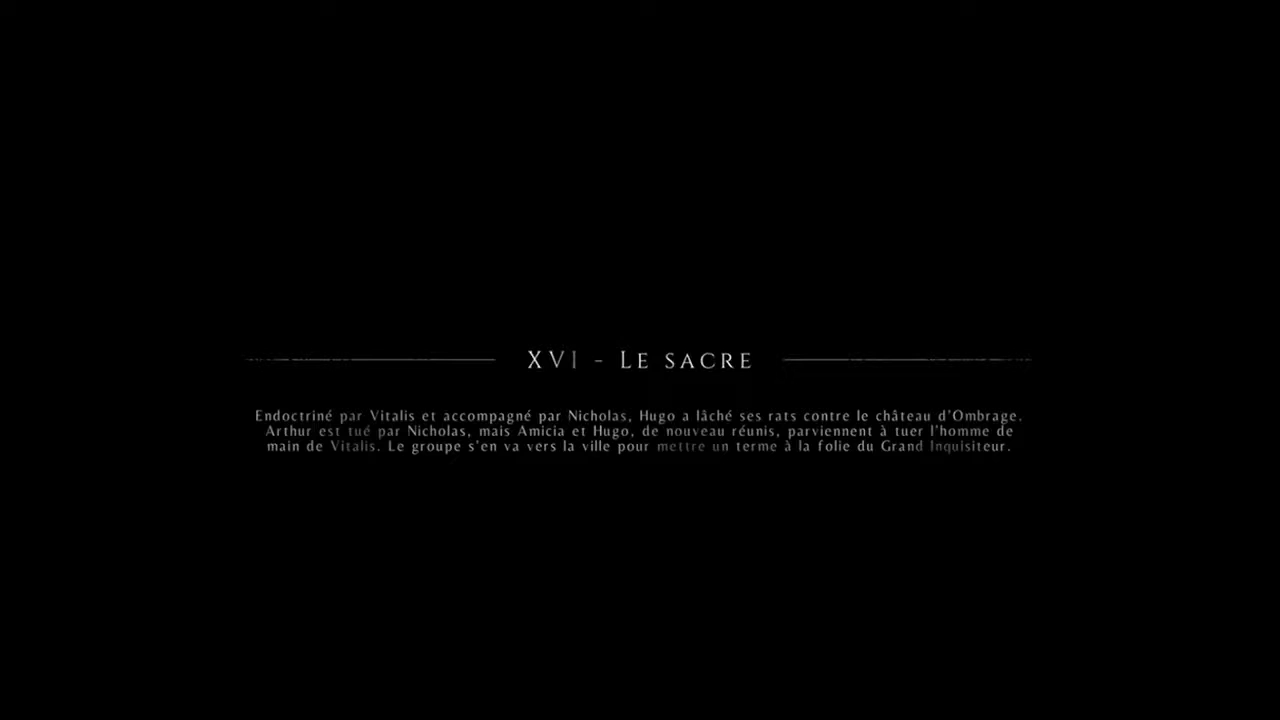 XVI - Le sacre
Endoctriné par Vitalis et accompagné par Nicholas, Hugo a lâché ses rats contre le château d'Ombrage.
Arthur est tué par Nicholas, mais Amicia et Hugo, de nouveau réunis, parviennent à tuer l'homme de
main de Vitalis. Le groupe s'en va vers la ville pour mettre un terme à la folie du Grand Inquisiteur.